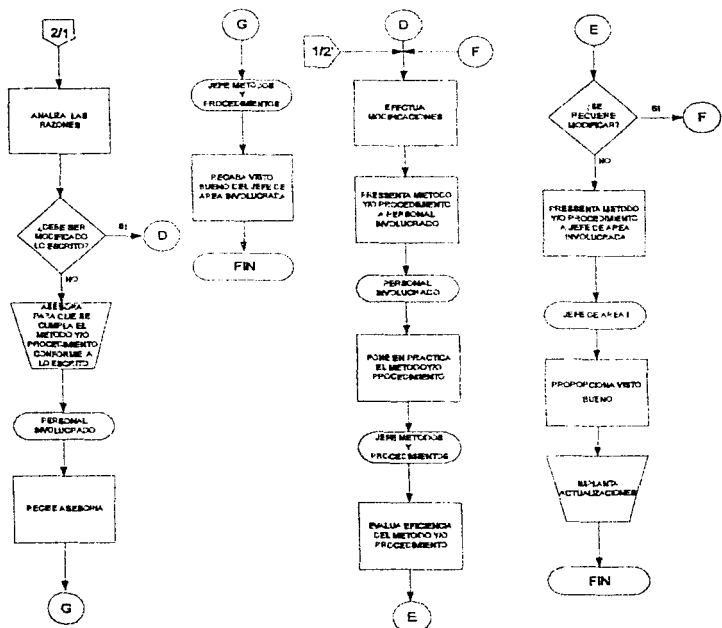 2/1
ANALIZA LAS
RAZONES
¿DEBE SER
MODIFICADO
LO ESCRITO?
SI
D
NO
ASESORA
PARA QUE SE
CUMPLA EL
METODO Y/O
PROCEDIMIENTO
CONFORME A
LO ESCRITO
PERSONAL
INVOLUCRADO
RECIBE ASESORIA
G
G
JEFE METODOS
Y
PROCEDIMIENTOS
RECABA VISTO
BUENO DEL JEFE DE
AREA INVOLUCRADA
FIN
D
1/2'
F
EFECTUA
MODIFICACIONES
PRESENTA METODO
Y/O PROCEDIMIENTO
A PERSONAL
INVOLUCRADO
PERSONAL
INVOLUCRADO
PONE EN PRACTICA
EL METODO Y/O
PROCEDIMIENTO
JEFE METODOS
Y
PROCEDIMIENTOS
EVALUA EFICIENCIA
DEL METODO Y/O
PROCEDIMIENTO
E
E
¿SE
REQUIERE
MODIFICAR?
SI
F
NO
PRESENTA METODO
Y/O PROCEDIMIENTO
A JEFE DE AREA
INVOLUCRADA
JEFE DE AREA I
PROPORCIONA VISTO
BUENO
IMPLANTA
ACTUALIZACIONES
FIN